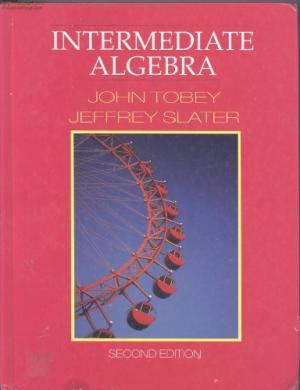 INTERMEDIATE
ALGEBRA
JOHN TOBEY
JEFFREY SLATER
SECOND EDITION